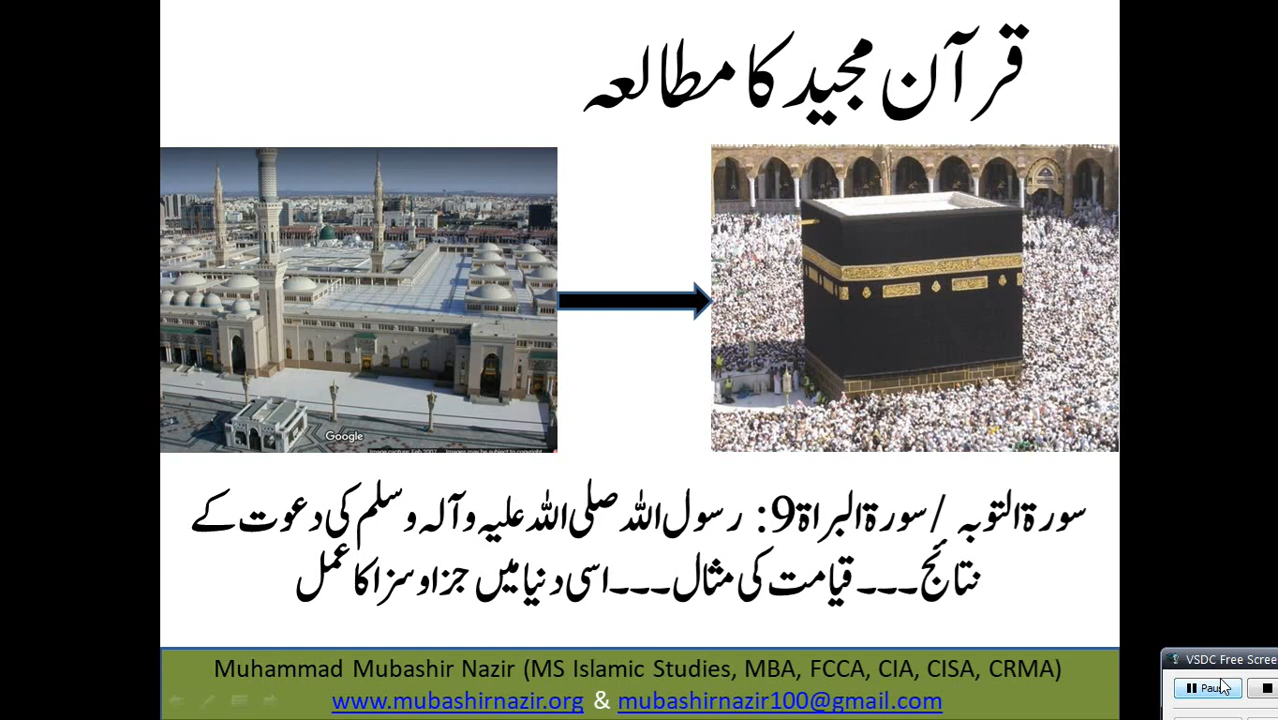 قرآن مجید کا مطالعہ
Google
سورۃ التوبہ / سورۃ البراۃ 9: رسول اللہ صلی اللہ علیہ وآلہ وسلم کی دعوت کے
نتائج ۔۔۔ قیامت کی مثال ۔۔۔ اسی دنیا میں جزا و سزا کا عمل
Muhammad Mubashir Nazir (MS Islamic Studies, MBA, FCCA, CIA, CISA, CRMA)
www.mubashirnazir.org & mubashirnazir100@gmail.com
VSDC Free Scree